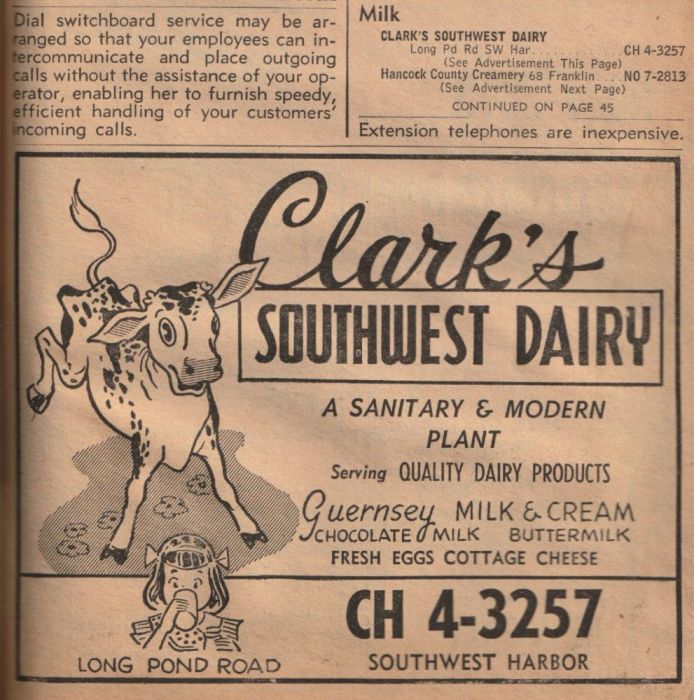 Dial switchboard service may be ar-
ranged so that your employees can in-
tercommunicate and place outgoing
calls without the assistance of your op-
erator, enabling her to furnish speedy,
efficient handling of your customers'
incoming calls.
Milk
CLARK'S SOUTHWEST DAIRY
Long Pd Rd SW Har............CH 4-3257
(See Advertisement This Page)
Hancock County Creamery 68 Franklin....NO 7-2813
(See Advertisement Next Page)
CONTINUED ON PAGE 45
Extension telephones are inexpensive.
Clark's
SOUTHWEST DAIRY
A SANITARY & MODERN
PLANT
Serving QUALITY DAIRY PRODUCTS
Guernsey MILK & CREAM
CHOCOLATE MILK BUTTERMILK
FRESH EGGS COTTAGE CHEESE
LONG POND ROAD
CH 4-3257
SOUTHWEST HARBOR